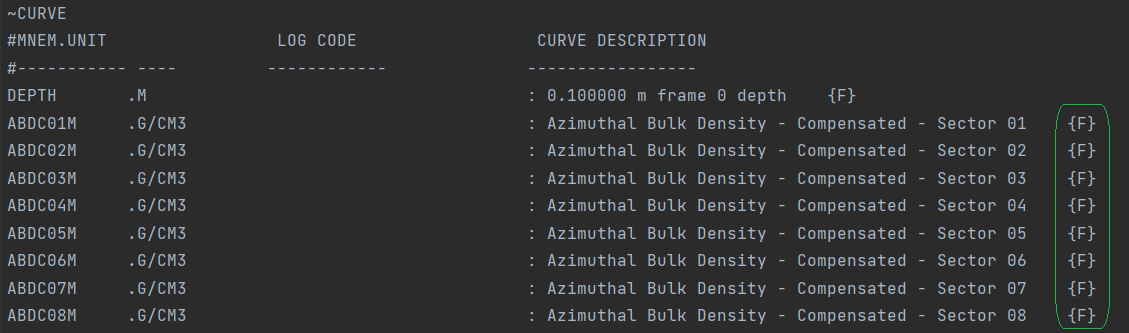 ~CURVE
#MNEM.UNIT                 LOG CODE                  CURVE DESCRIPTION
#----------- ----         ------------              -----------------
DEPTH       .M                                      : 0.100000 m frame 0 depth    {F}
ABDC01M     .G/CM3                                  : Azimuthal Bulk Density - Compensated - Sector 01    {F}
ABDC02M     .G/CM3                                  : Azimuthal Bulk Density - Compensated - Sector 02    {F}
ABDC03M     .G/CM3                                  : Azimuthal Bulk Density - Compensated - Sector 03    {F}
ABDC04M     .G/CM3                                  : Azimuthal Bulk Density - Compensated - Sector 04    {F}
ABDC05M     .G/CM3                                  : Azimuthal Bulk Density - Compensated - Sector 05    {F}
ABDC06M     .G/CM3                                  : Azimuthal Bulk Density - Compensated - Sector 06    {F}
ABDC07M     .G/CM3                                  : Azimuthal Bulk Density - Compensated - Sector 07    {F}
ABDC08M     .G/CM3                                  : Azimuthal Bulk Density - Compensated - Sector 08    {F}